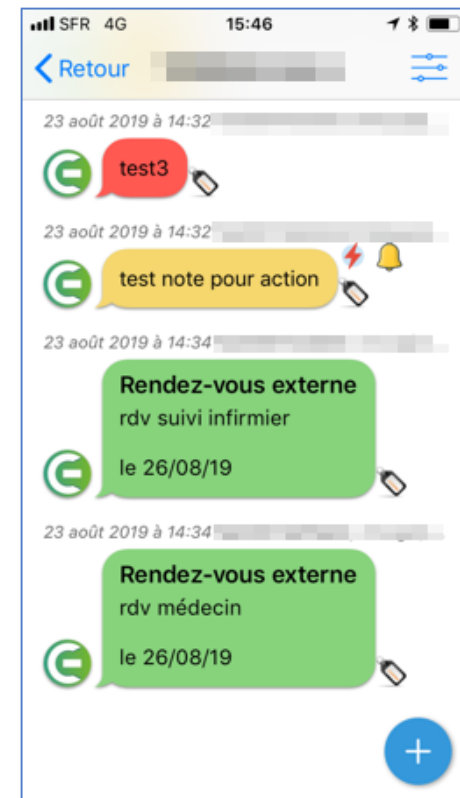 SFR 4G 15:46
Retour
23 août 2019 à 14:32
test3
23 août 2019 à 14:32
test note pour action
23 août 2019 à 14:34
Rendez-vous externe
rdv suivi infirmier
le 26/08/19
23 août 2019 à 14:34
Rendez-vous externe
rdv médecin
le 26/08/19